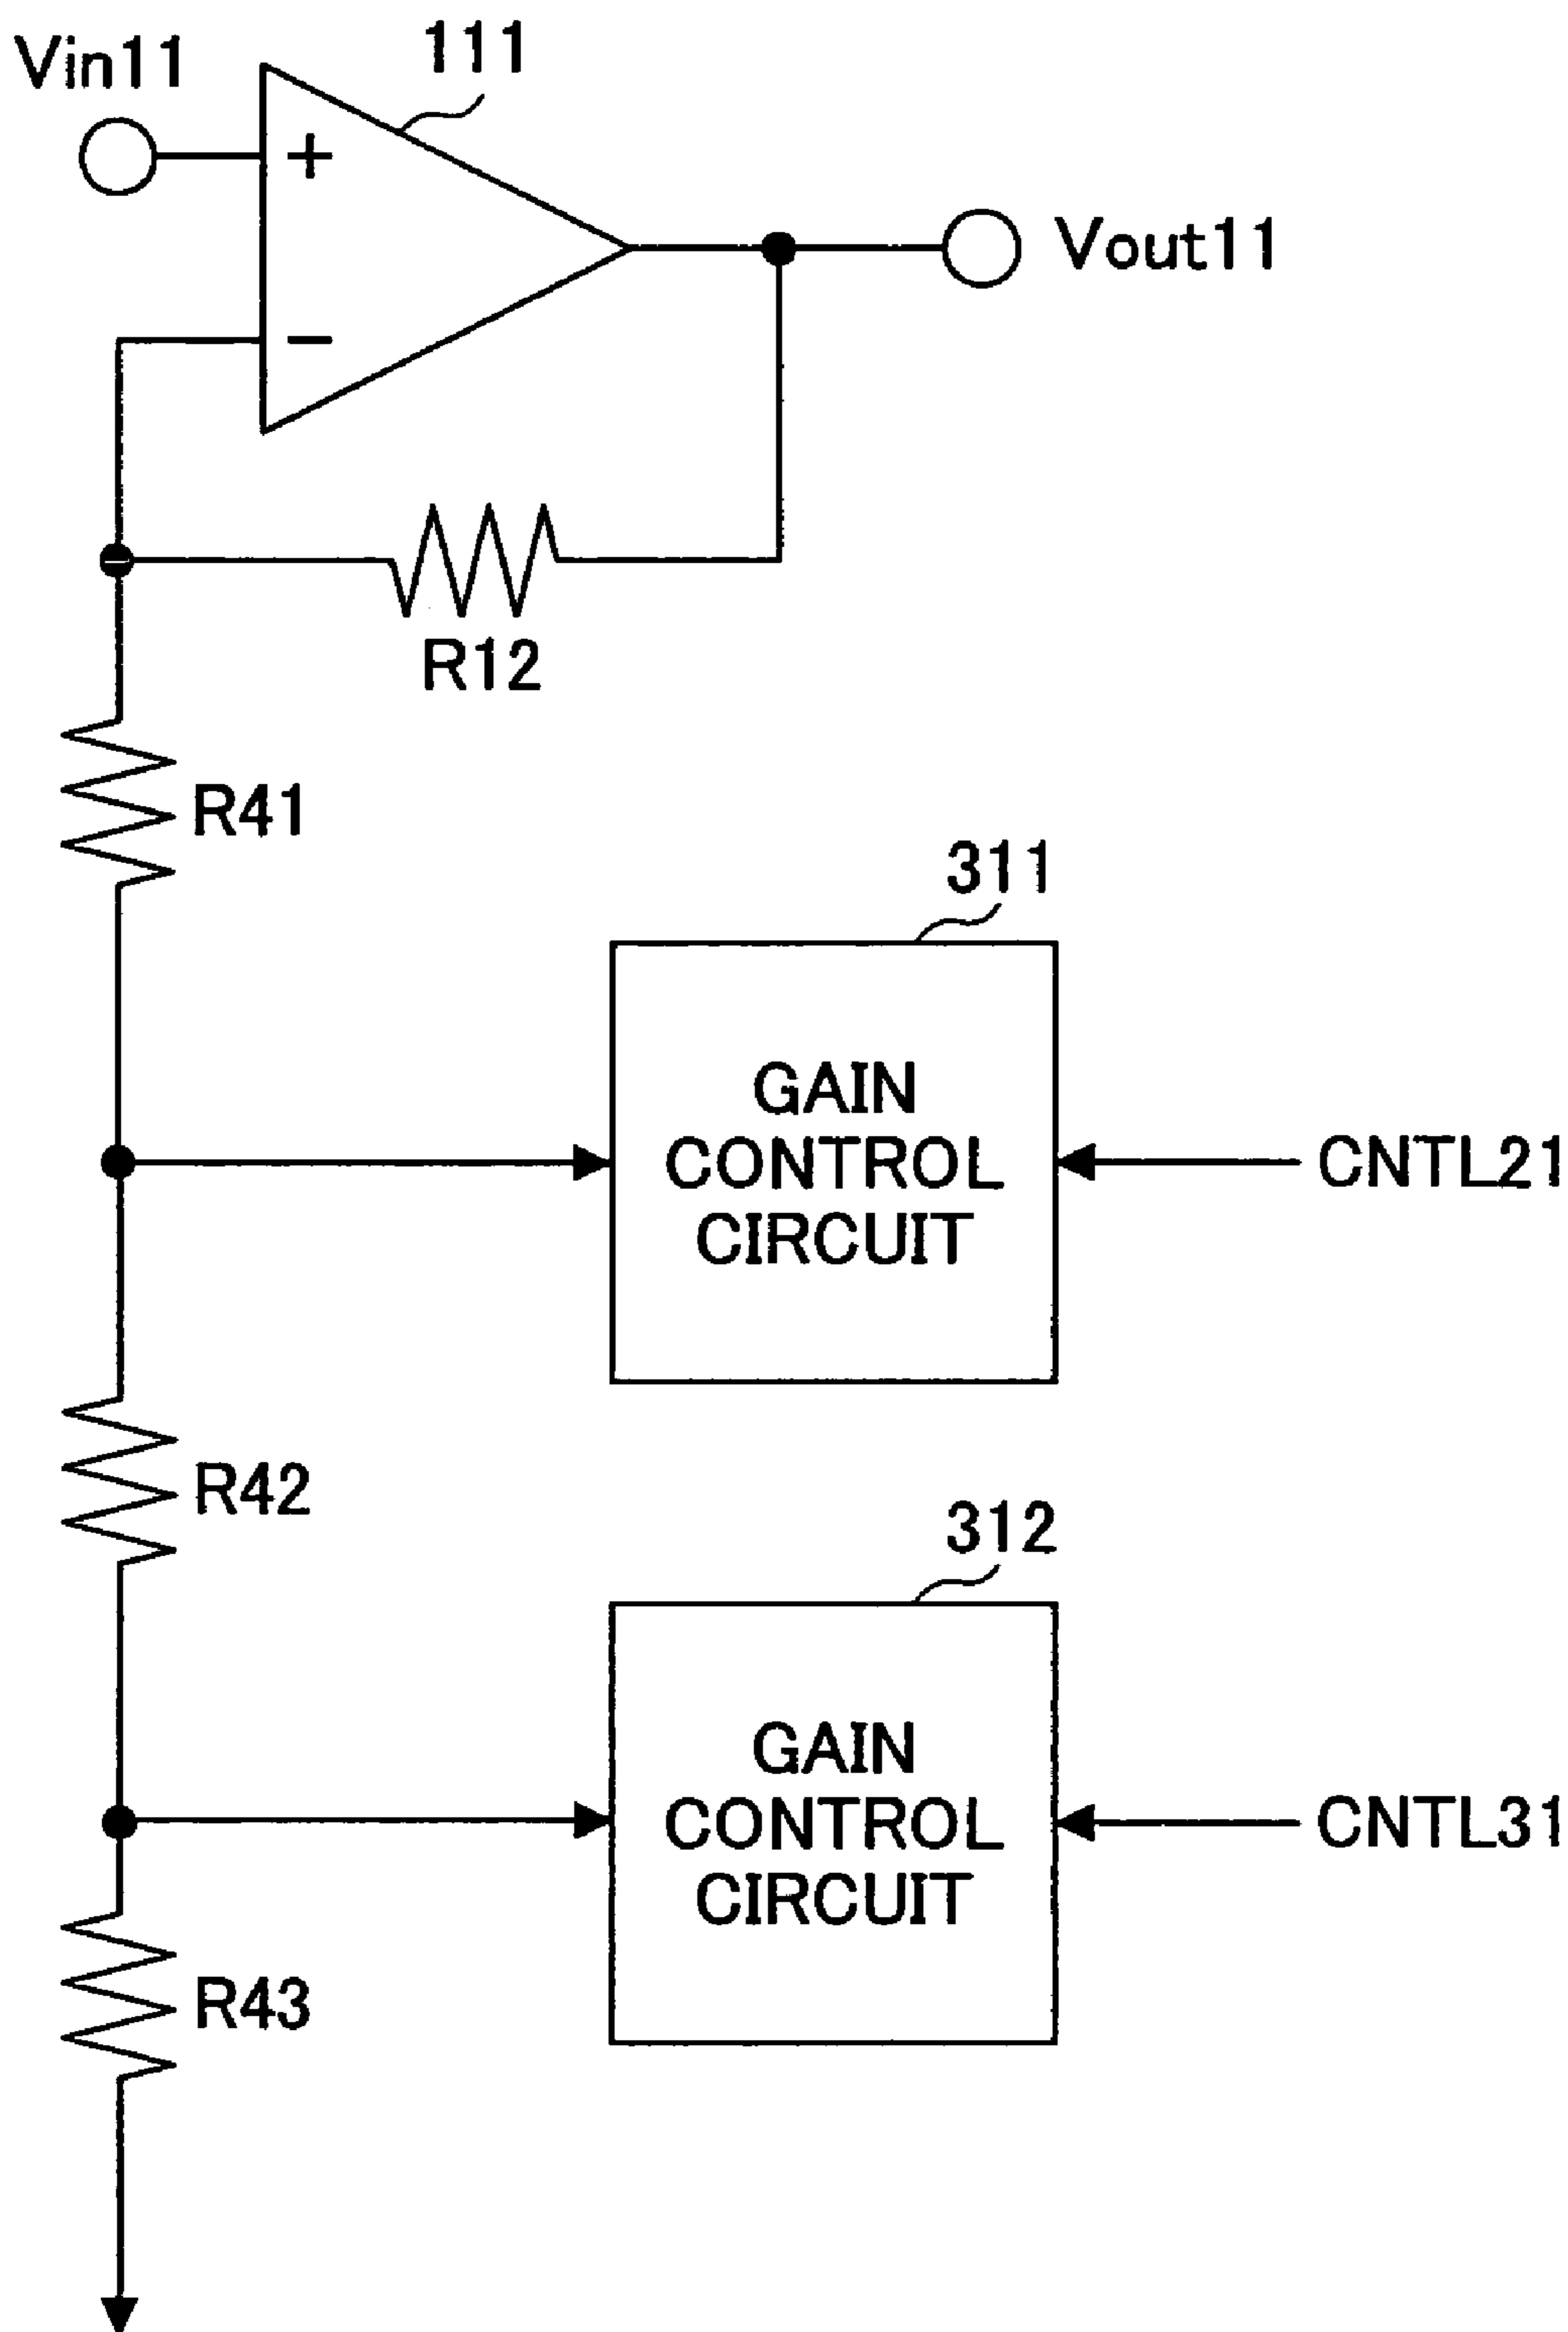 Vin11
111
+
Vout11
−
R12
R41
311
GAIN
CONTROL
CIRCUIT
CNTL21
R42
312
GAIN
CONTROL
CIRCUIT
CNTL31
R43